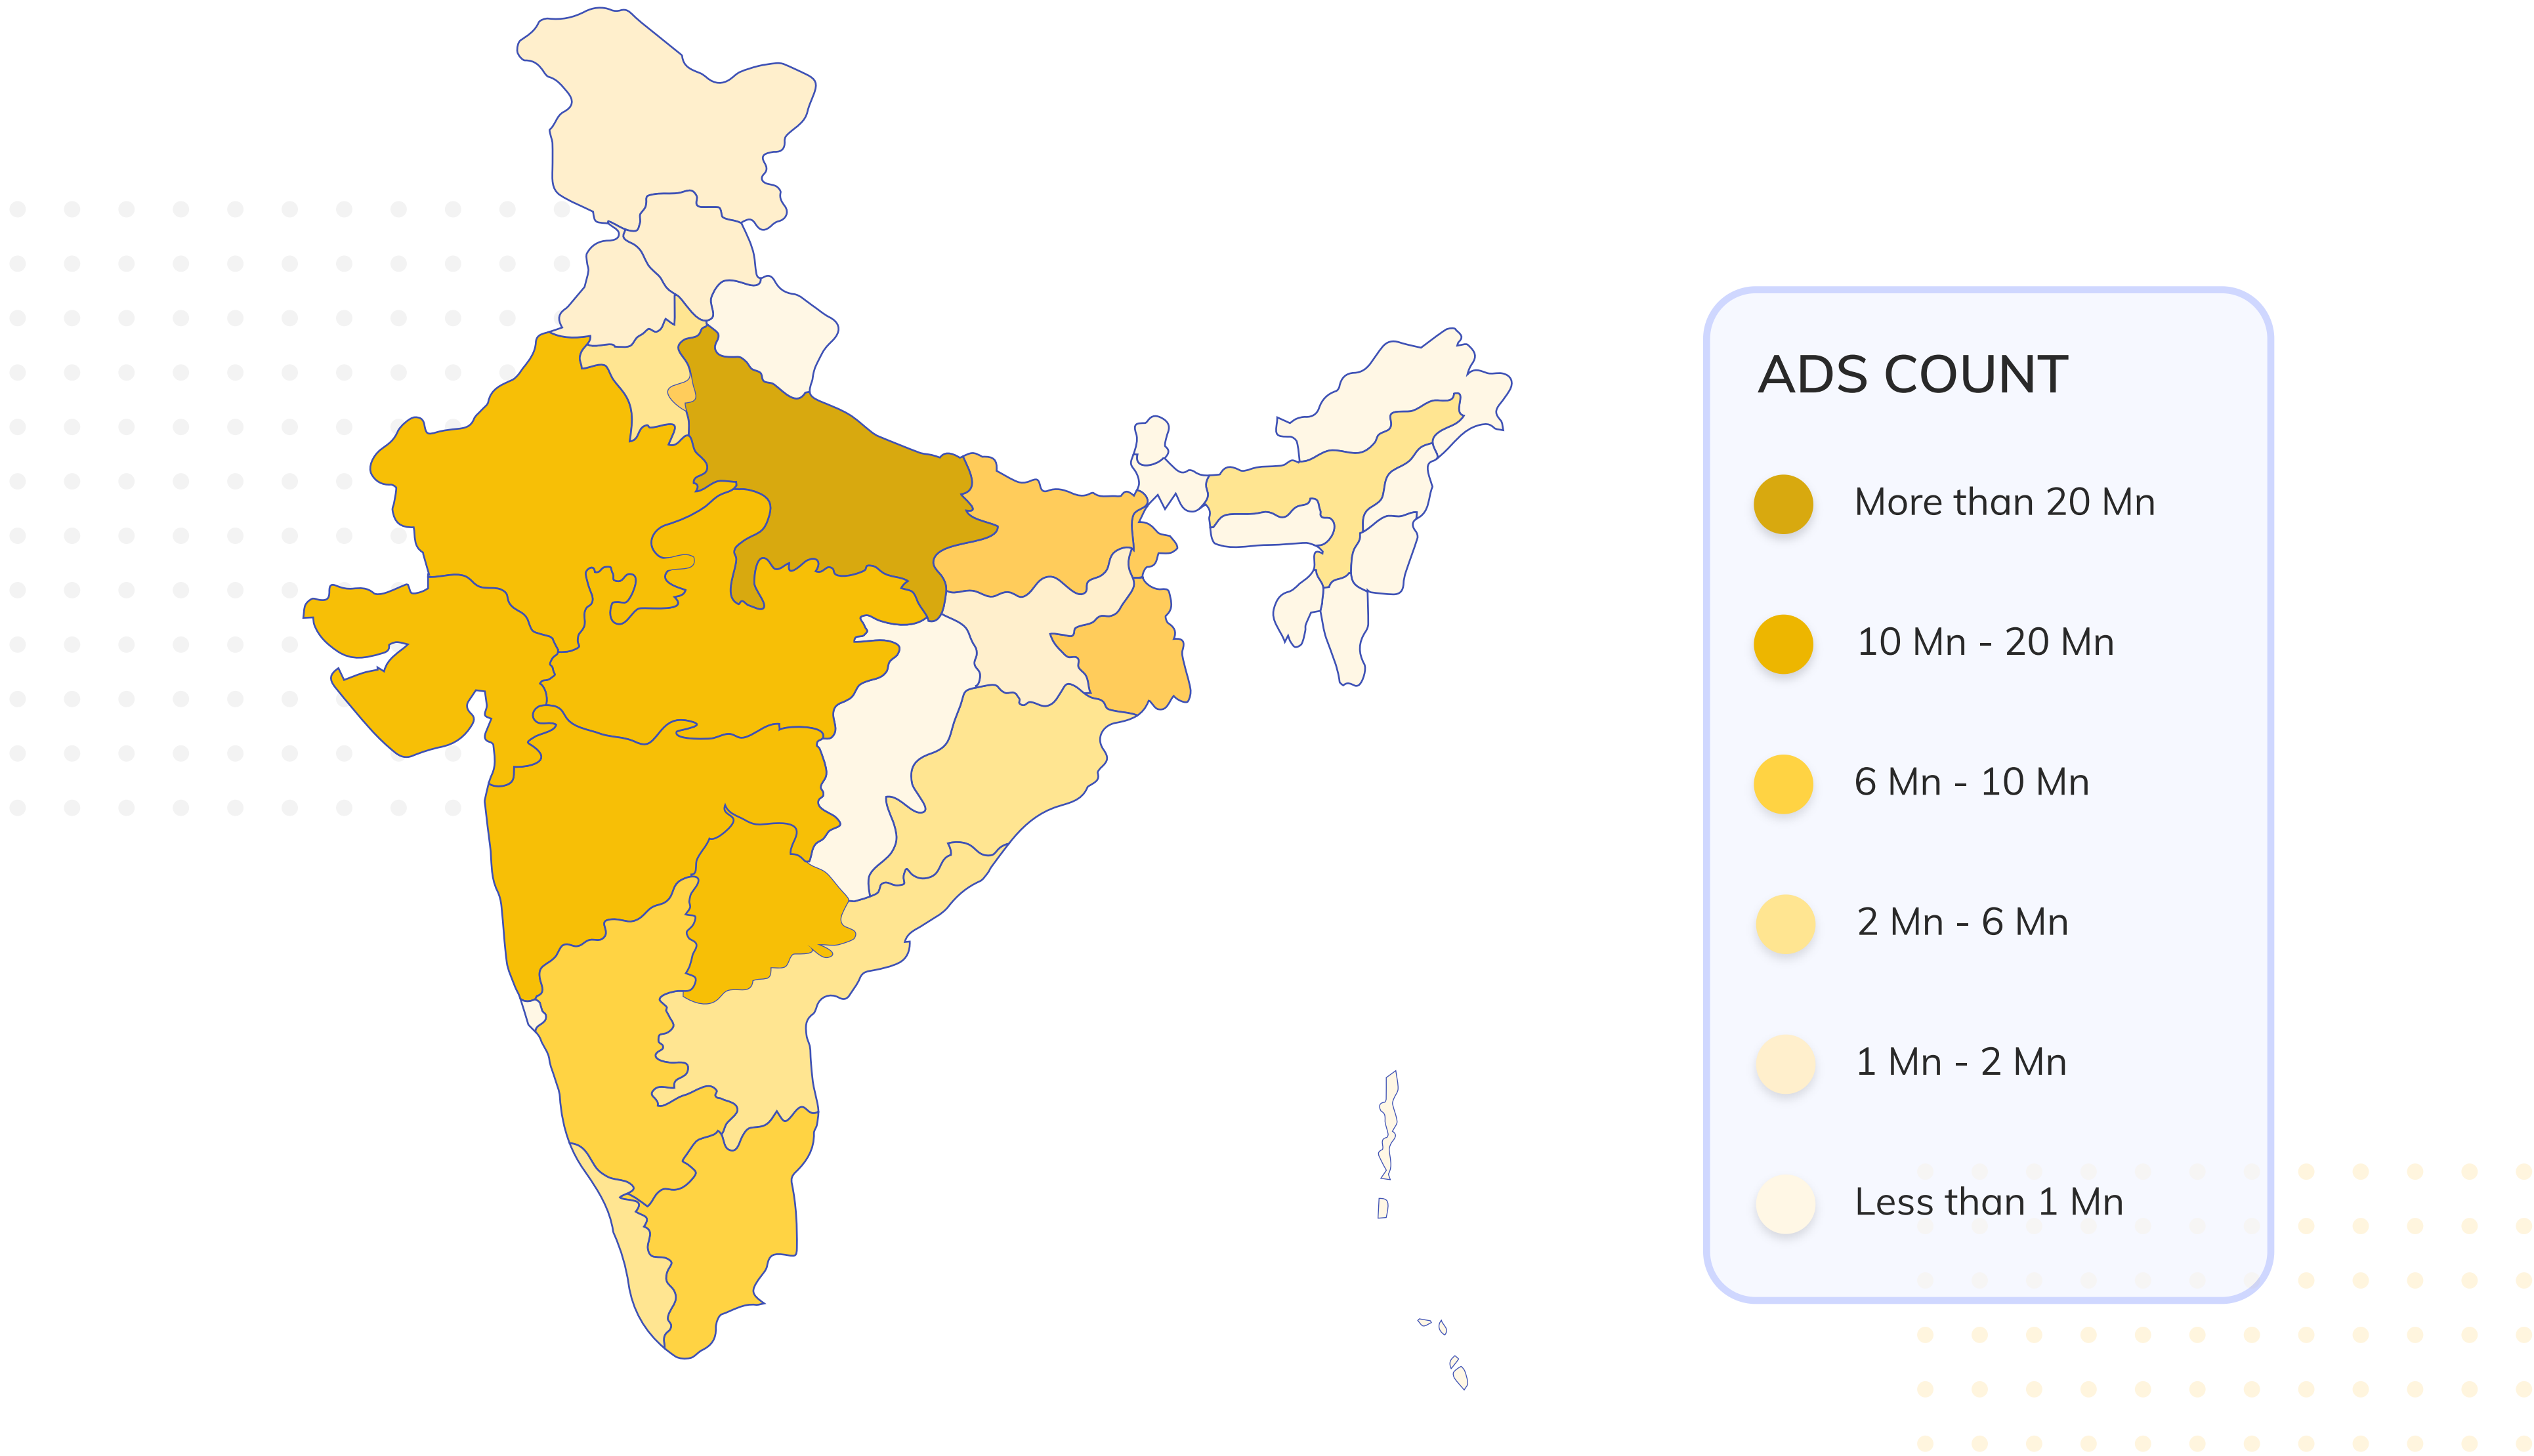 ADS COUNT
More than 20 Mn
10 Mn - 20 Mn
6 Mn - 10 Mn
2 Mn - 6 Mn
1 Mn - 2 Mn
Less than 1 Mn